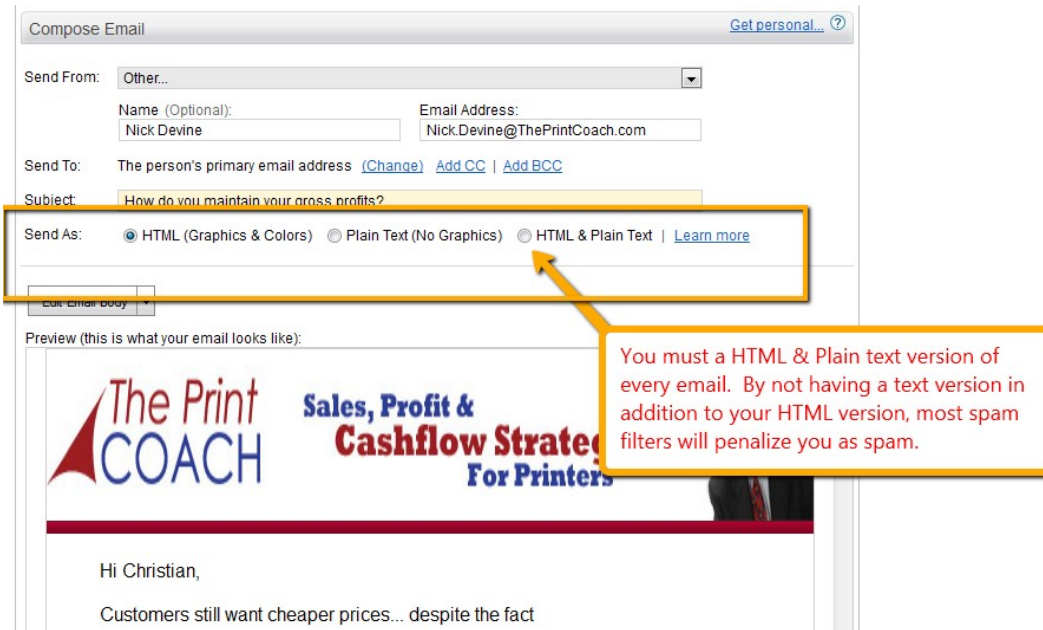 Compose Email
Get personal... ?
Send From: Other...
Name (Optional): Email Address:
Nick Devine Nick.Devine@ThePrintCoach.com
Send To: The person's primary email address (Change) Add CC | Add BCC
Subject: How do you maintain your gross profits?
Send As: HTML (Graphics & Colors) Plain Text (No Graphics) HTML & Plain Text | Learn more
Edit Email Body
Preview (this is what your email looks like):
You must a HTML & Plain text version of
every email. By not having a text version in
addition to your HTML version, most spam
filters will penalize you as spam.
The Print
COACH
Sales, Profit &
Cashflow Strateg
For Printers
Hi Christian,
Customers still want cheaper prices... despite the fact